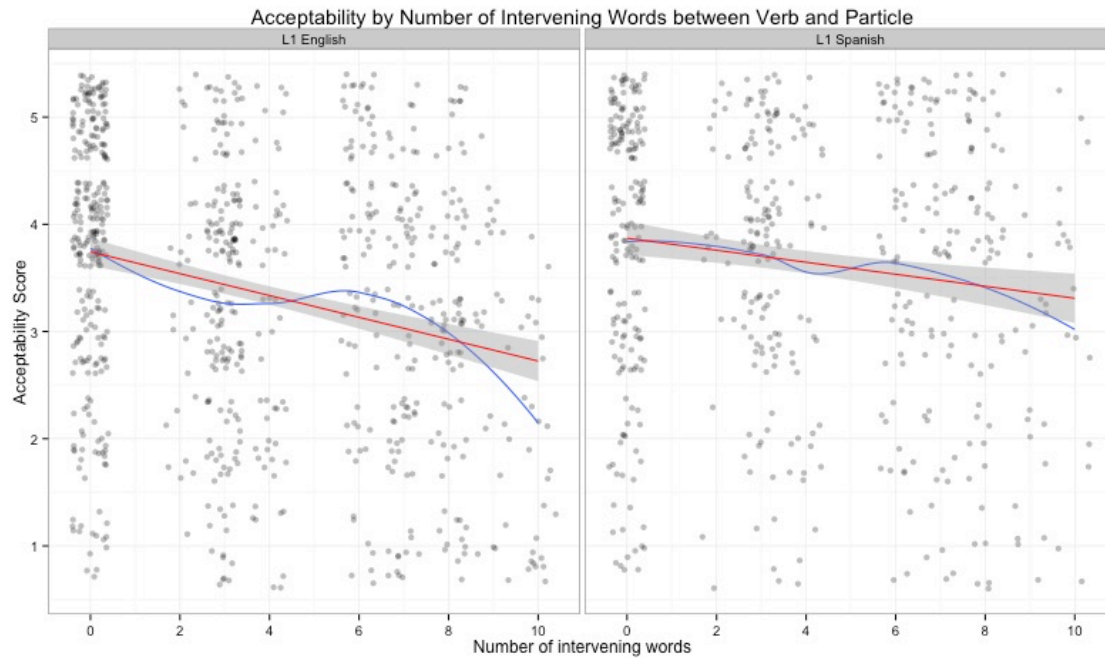 Acceptability by Number of Intervening Words between Verb and Particle
L1 English
L1 Spanish
Acceptability Score
5
4
3
2
1
0 2 4 6 8 10
0 2 4 6 8 10
Number of intervening words